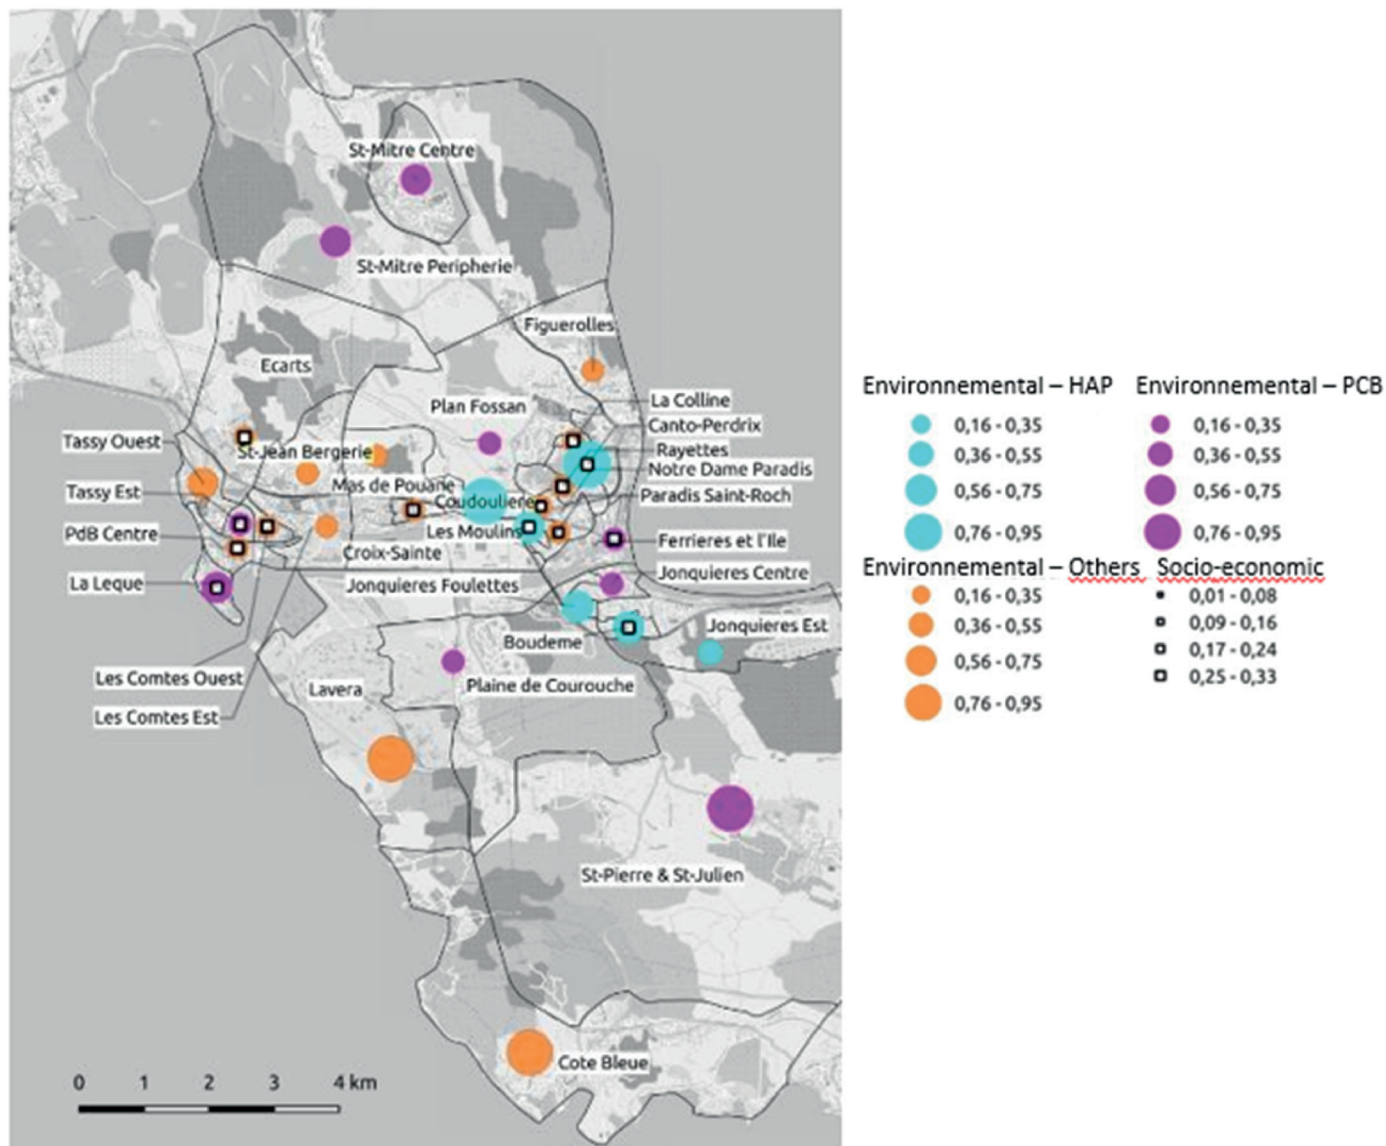 St-Mitre Centre
St-Mitre Peripherie
Figuerolles
Ecarts
La Colline
Plan Fossan
Canto-Perdrix
Tassy Ouest
St-Jean Bergerie
Rayettes
Notre Dame Paradis
Tassy Est
Mas de Pouane
Coudouliere
Paradis Saint-Roch
PdB Centre
Les Moulins
Ferrieres et l'Ile
Croix-Sainte
La Leque
Jonquieres Foulettes
Jonquieres Centre
Boudeme
Jonquieres Est
Les Comtes Ouest
Lavera
Plaine de Courouche
Les Comtes Est
St-Pierre & St-Julien
Cote Bleue
0 1 2 3 4 km
Environnemental – HAP
0,16 - 0,35
0,36 - 0,55
0,56 - 0,75
0,76 - 0,95
Environnemental – PCB
0,16 - 0,35
0,36 - 0,55
0,56 - 0,75
0,76 - 0,95
Environnemental – Others
0,16 - 0,35
0,36 - 0,55
0,56 - 0,75
0,76 - 0,95
Socio-economic
0,01 - 0,08
0,09 - 0,16
0,17 - 0,24
0,25 - 0,33